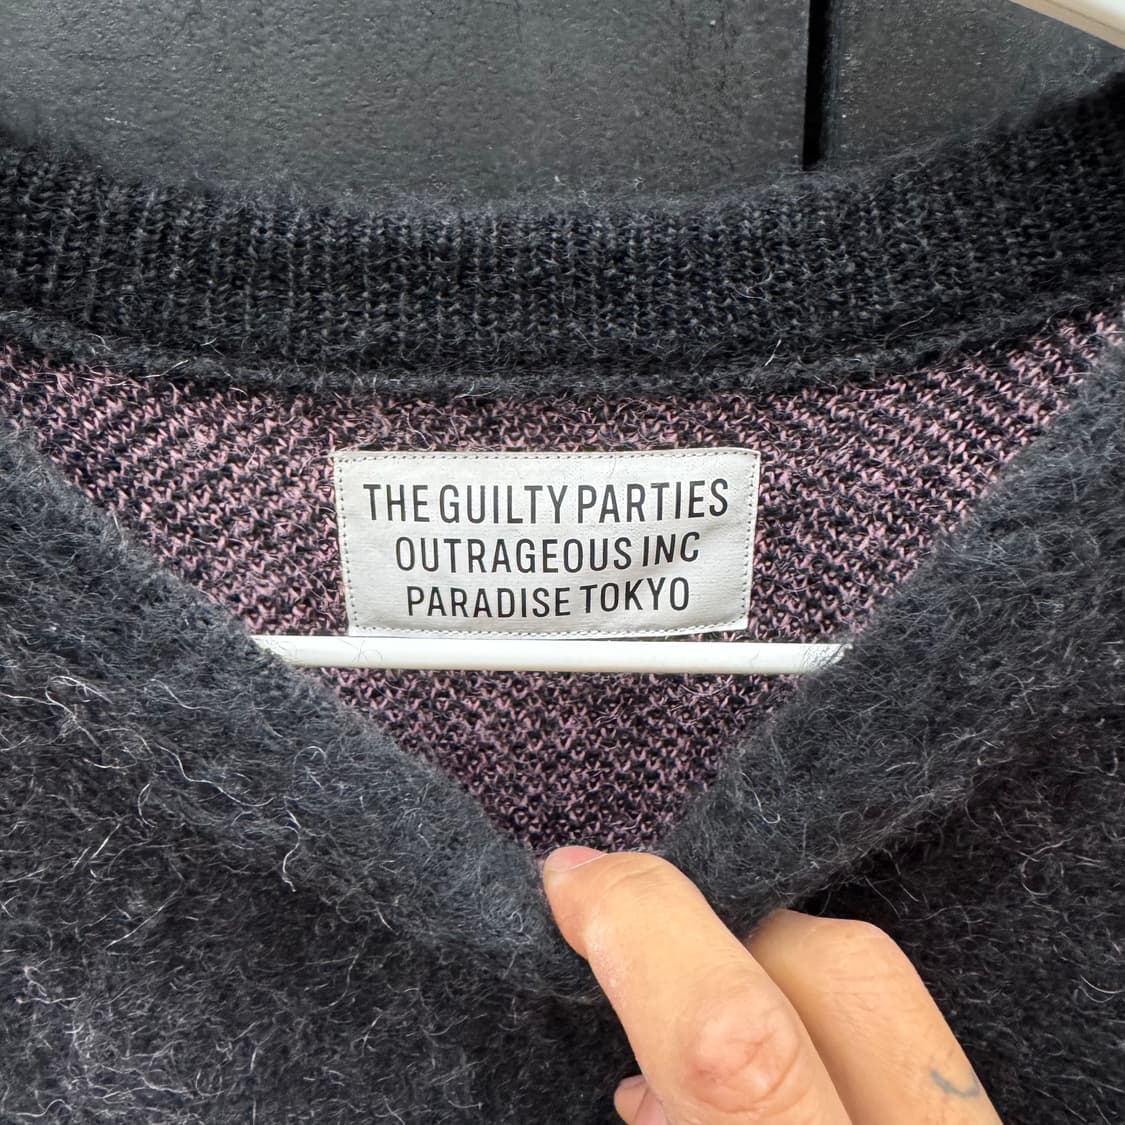 THE GUILTY PARTIES
OUTRAGEOUS INC
PARADISE TOKYO